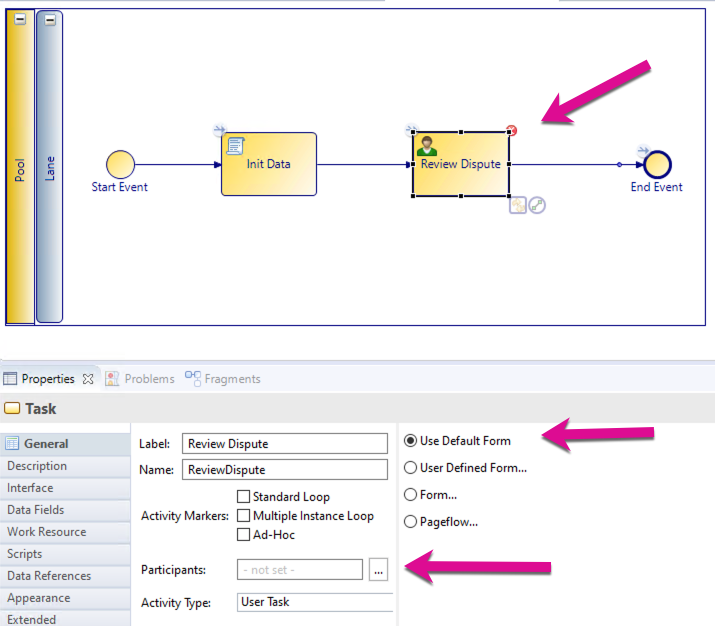 Pool
Lane
Start Event
Init Data
Review Dispute
End Event
Properties Problems Fragments
Task
General
Description
Interface
Data Fields
Work Resource
Scripts
Data References
Appearance
Extended
Label: Review Dispute
Name: ReviewDispute
Activity Markers: Standard Loop
Multiple Instance Loop
Ad-Hoc
Participants: - not set - ...
Activity Type: User Task
Use Default Form
User Defined Form...
Form...
Pageflow...